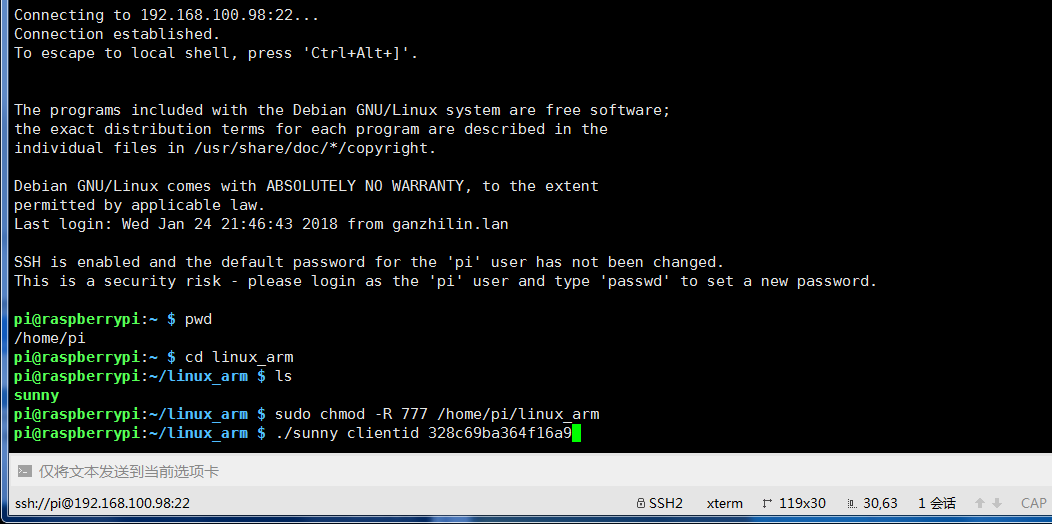 Connecting to 192.168.100.98:22...
Connection established.
To escape to local shell, press 'Ctrl+Alt+]'.
The programs included with the Debian GNU/Linux system are free software;
the exact distribution terms for each program are described in the
individual files in /usr/share/doc/*/copyright.
Debian GNU/Linux comes with ABSOLUTELY NO WARRANTY, to the extent
permitted by applicable law.
Last login: Wed Jan 24 21:46:43 2018 from ganzhilin.lan
SSH is enabled and the default password for the 'pi' user has not been changed.
This is a security risk - please login as the 'pi' user and type 'passwd' to set a new password.
pi@raspberrypi:~ $ pwd
/home/pi
pi@raspberrypi:~ $ cd linux_arm
pi@raspberrypi:~/linux_arm $ ls
sunny
pi@raspberrypi:~/linux_arm $ sudo chmod -R 777 /home/pi/linux_arm
pi@raspberrypi:~/linux_arm $ ./sunny clientid 328c69ba364f16a9
仅将文本发送到当前选项卡
ssh://pi@192.168.100.98:22 SSH2 xterm 119x30 30,63 1 会话 CAP